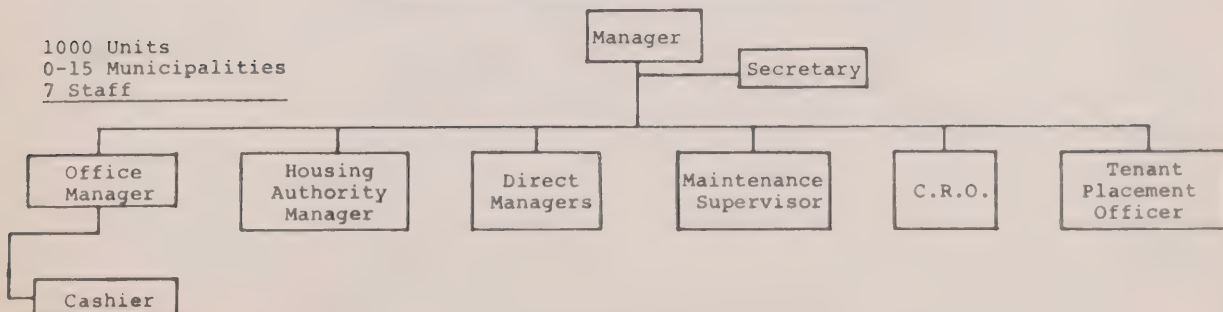 1000 Units
0-15 Municipalities
7 Staff
Manager
Secretary
Office
Manager
Housing
Authority
Manager
Direct
Managers
Maintenance
Supervisor
C.R.O.
Tenant
Placement
Officer
Cashier